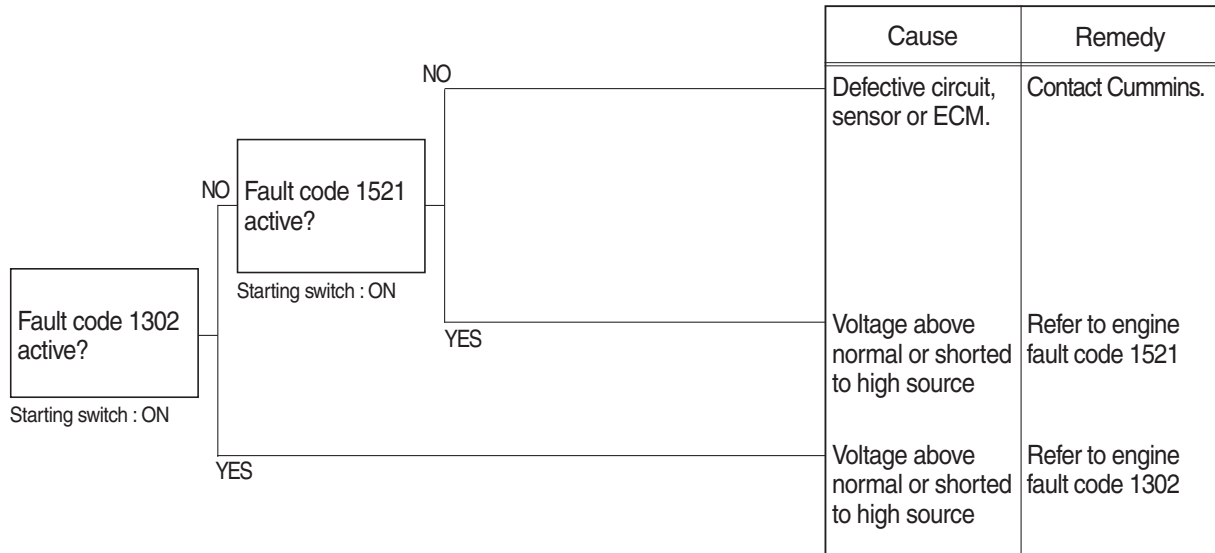 Cause
Remedy
NO
Defective circuit,
sensor or ECM.
Contact Cummins.
NO
Fault code 1521
active?
Starting switch : ON
Fault code 1302
active?
Starting switch : ON
YES
Voltage above
normal or shorted
to high source
Refer to engine
fault code 1521
YES
Voltage above
normal or shorted
to high source
Refer to engine
fault code 1302